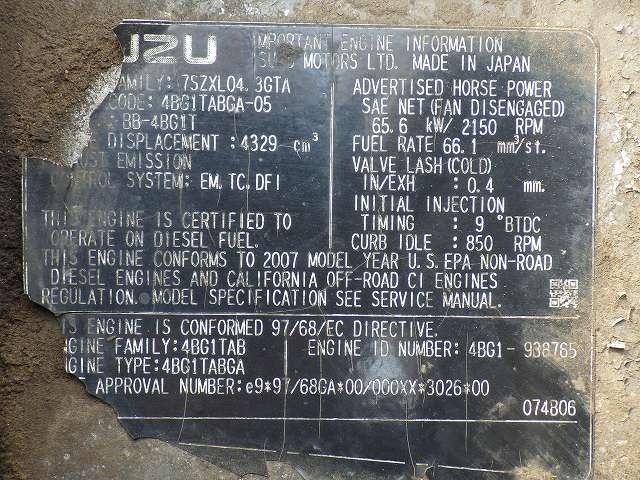 UZU IMPORTANT ENGINE INFORMATION
SUZU MOTORS LTD. MADE IN JAPAN
FAMILY: 7SZXL04.3GTA
CODE: 4BG1TABGA-05
: BB-4BG1T
DISPLACEMENT: 4329 cm³
UST EMISSION
CONTROL SYSTEM: EM, TC, DFI
THIS ENGINE IS CERTIFIED TO
OPERATE ON DIESEL FUEL.
ADVERTISED HORSE POWER
SAE NET (FAN DISENGAGED)
65.6 kW/ 2150 RPM
FUEL RATE 66.1 mm³/st.
VALVE LASH (COLD)
IN/EXH : 0.4 mm
INITIAL INJECTION
TIMING : 9 °BTDC
CURB IDLE : 850 RPM
THIS ENGINE CONFORMS TO 2007 MODEL YEAR U.S. EPA NON-ROAD
DIESEL ENGINES AND CALIFORNIA OFF-ROAD CI ENGINES
REGULATION. MODEL SPECIFICATION SEE SERVICE MANUAL.
IS ENGINE IS CONFORMED 97/68/EC DIRECTIVE.
NGINE FAMILY: 4BG1TAB ENGINE ID NUMBER: 4BG1- 938765
GINE TYPE: 4BG1TABGA
APPROVAL NUMBER: e9*97/68GA*00/000XX*3026*00
074806